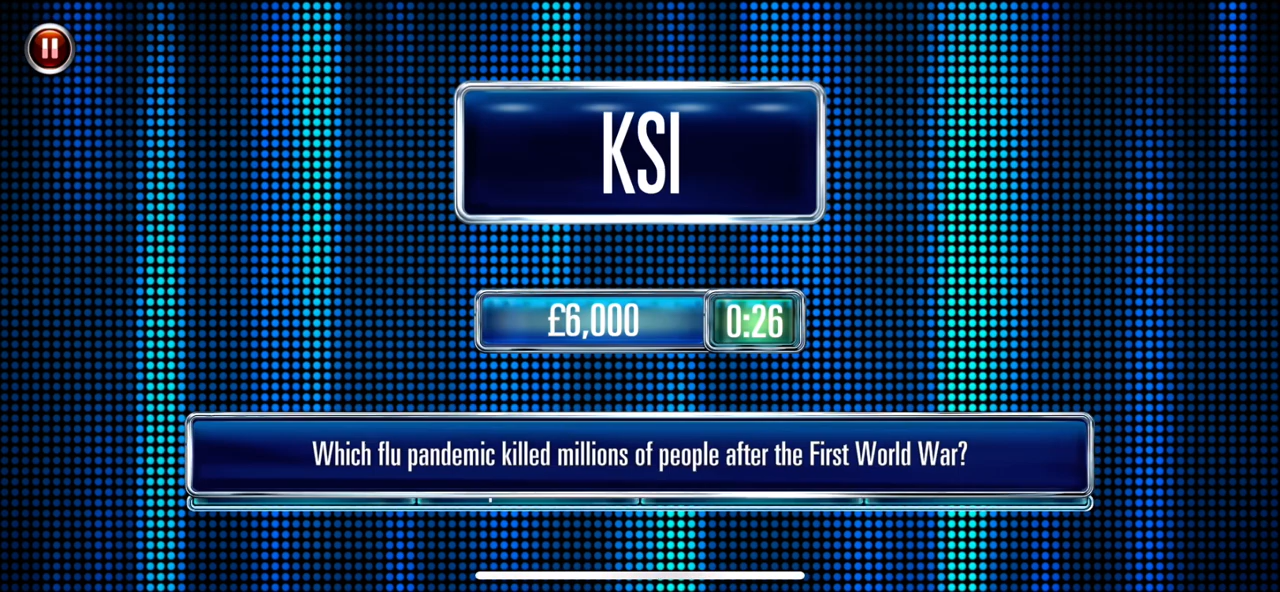 KSI
£6,000
0:26
Which flu pandemic killed millions of people after the First World War?